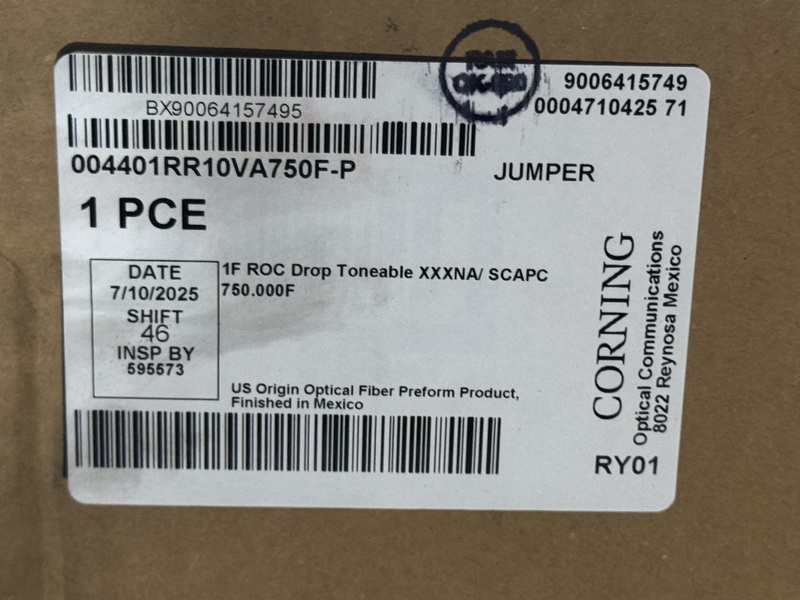 9006415749
0004710425 71
BX90064157495
004401RR10VA750F-P
JUMPER
1 PCE
DATE
7/10/2025
SHIFT
46
INSP BY
595573
1F ROC Drop Toneable XXXNA/ SCAPC
750.000F
US Origin Optical Fiber Preform Product,
Finished in Mexico
CORNING
Optical Communications
8022 Reynosa Mexico
RY01